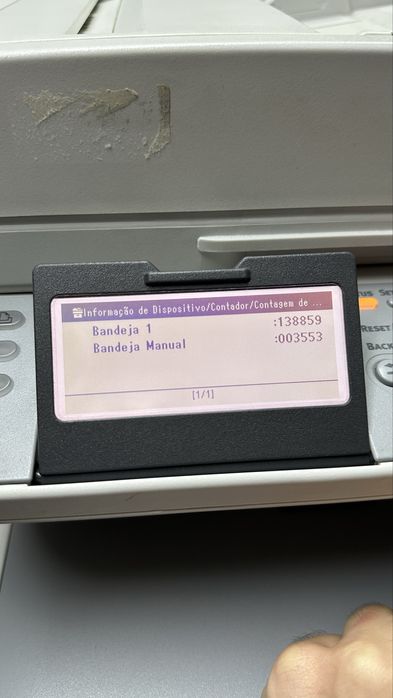 Informação de Dispositivo/Contador/Contagem de ...
Bandeja 1 :138859
Bandeja Manual :003553
[1/1]
RESET
BACK